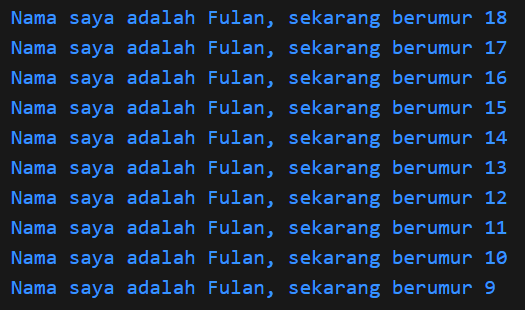 Nama saya adalah Fulan, sekarang berumur 18
Nama saya adalah Fulan, sekarang berumur 17
Nama saya adalah Fulan, sekarang berumur 16
Nama saya adalah Fulan, sekarang berumur 15
Nama saya adalah Fulan, sekarang berumur 14
Nama saya adalah Fulan, sekarang berumur 13
Nama saya adalah Fulan, sekarang berumur 12
Nama saya adalah Fulan, sekarang berumur 11
Nama saya adalah Fulan, sekarang berumur 10
Nama saya adalah Fulan, sekarang berumur 9